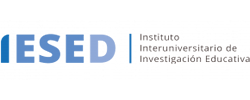 IESED
Instituto
Interuniversitario de
Investigación Educativa